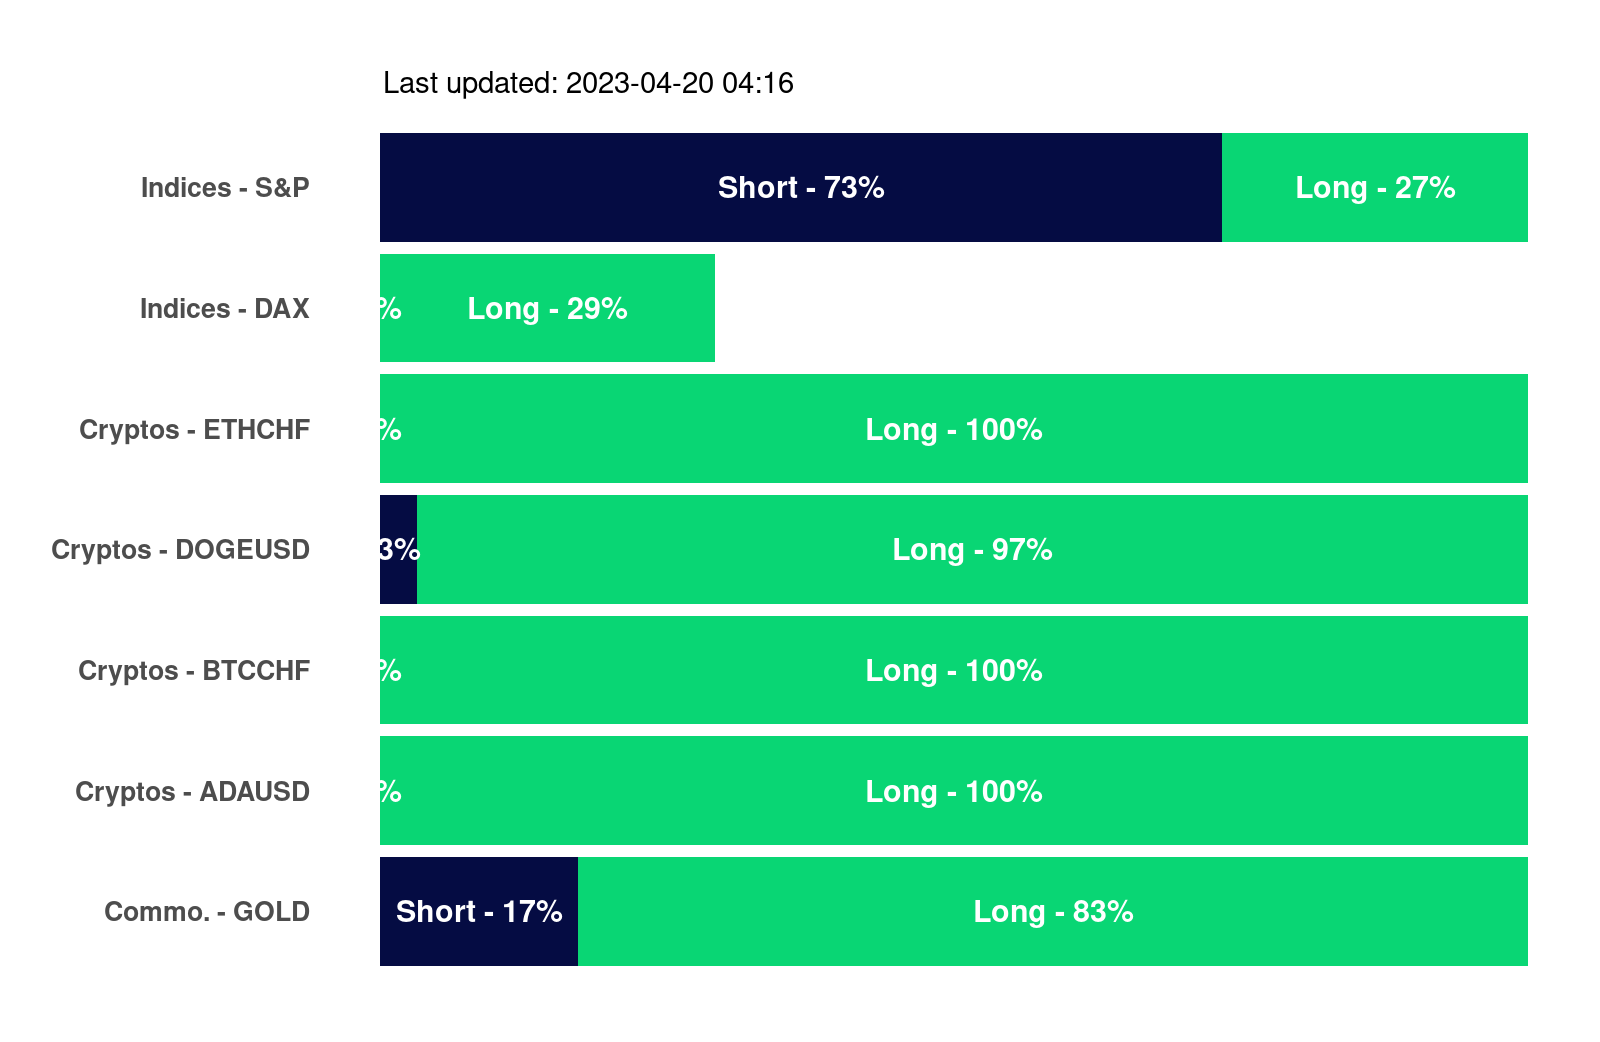 Last updated: 2023-04-20 04:16
Indices - S&P Short - 73% Long - 27%
Indices - DAX % Long - 29%
Cryptos - ETHCHF % Long - 100%
Cryptos - DOGEUSD 3% Long - 97%
Cryptos - BTCCHF % Long - 100%
Cryptos - ADAUSD % Long - 100%
Commo. - GOLD Short - 17% Long - 83%